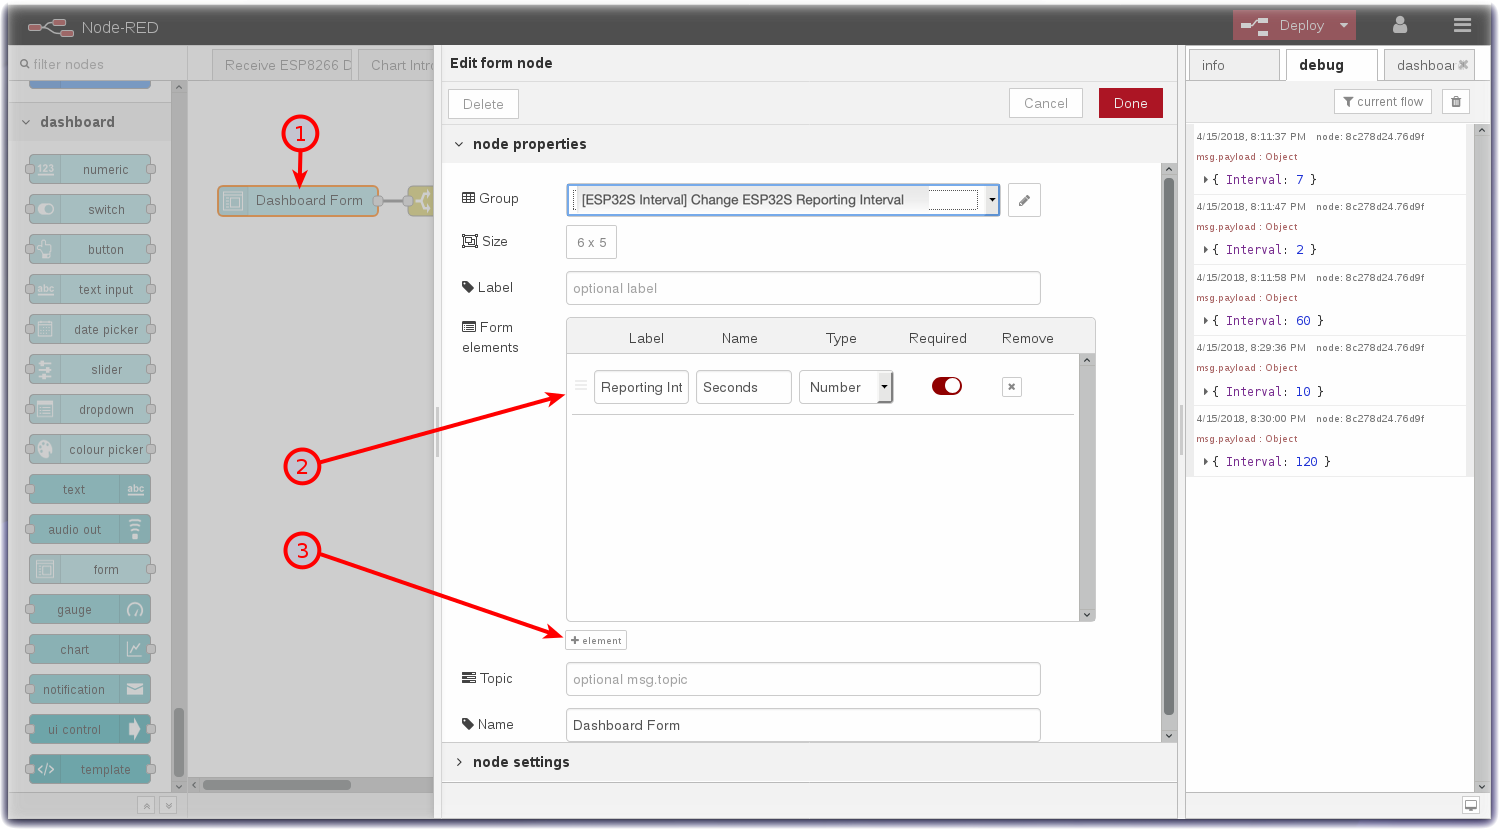 Node-RED
Deploy
filter nodes
dashboard
123 numeric
switch
button
abc text input
date picker
slider
dropdown
colour picker
text abc
audio out
form
gauge
chart
notification
ui control
</> template
Receive ESP8266 D
Chart Intro
1
Dashboard Form
2
3
Edit form node
Delete
Cancel
Done
node properties
Group
[ESP32S Interval] Change ESP32S Reporting Interval
Size
6 x 5
Label
optional label
Form elements
Label Name Type Required Remove
Reporting Int Seconds Number
+ element
Topic
optional msg.topic
Name
Dashboard Form
node settings
info
debug
dashboar
current flow
4/15/2018, 8:11:37 PM node: 8c278d24.76d9f
msg.payload : Object
{ Interval: 7 }
4/15/2018, 8:11:47 PM node: 8c278d24.76d9f
msg.payload : Object
{ Interval: 2 }
4/15/2018, 8:11:58 PM node: 8c278d24.76d9f
msg.payload : Object
{ Interval: 60 }
4/15/2018, 8:29:36 PM node: 8c278d24.76d9f
msg.payload : Object
{ Interval: 10 }
4/15/2018, 8:30:00 PM node: 8c278d24.76d9f
msg.payload : Object
{ Interval: 120 }